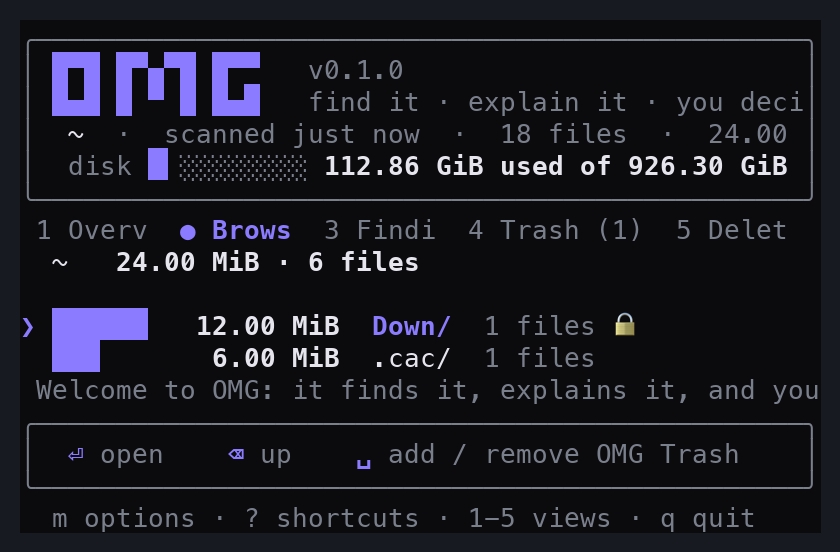 OMG v0.1.0
find it · explain it · you deci
~ · scanned just now · 18 files · 24.00
disk 112.86 GiB used of 926.30 GiB
1 Overv ● Brows 3 Findi 4 Trash (1) 5 Delet
~ 24.00 MiB · 6 files
❯ 12.00 MiB Down/ 1 files 🔒
6.00 MiB .cac/ 1 files
Welcome to OMG: it finds it, explains it, and you
⏎ open ⌫ up ␣ add / remove OMG Trash
m options · ? shortcuts · 1–5 views · q quit